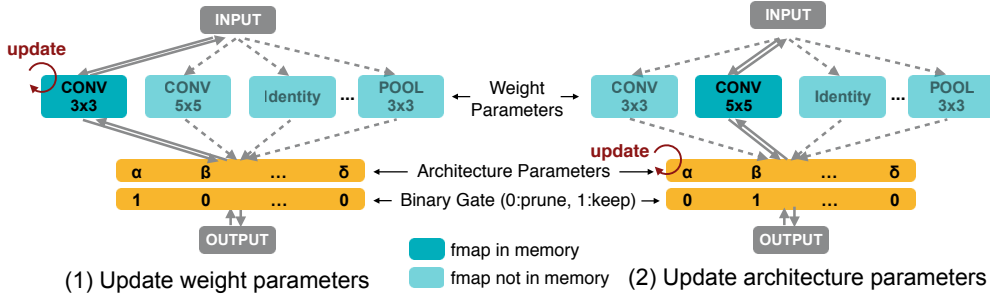 INPUT
update
CONV 3x3
CONV 5x5
Identity
...
POOL 3x3
α β ... δ
1 0 ... 0
OUTPUT
(1) Update weight parameters
Weight Parameters
Architecture Parameters
Binary Gate (0:prune, 1:keep)
fmap in memory
fmap not in memory
INPUT
CONV 3x3
CONV 5x5
Identity
...
POOL 3x3
update
α β ... δ
0 1 ... 0
OUTPUT
(2) Update architecture parameters